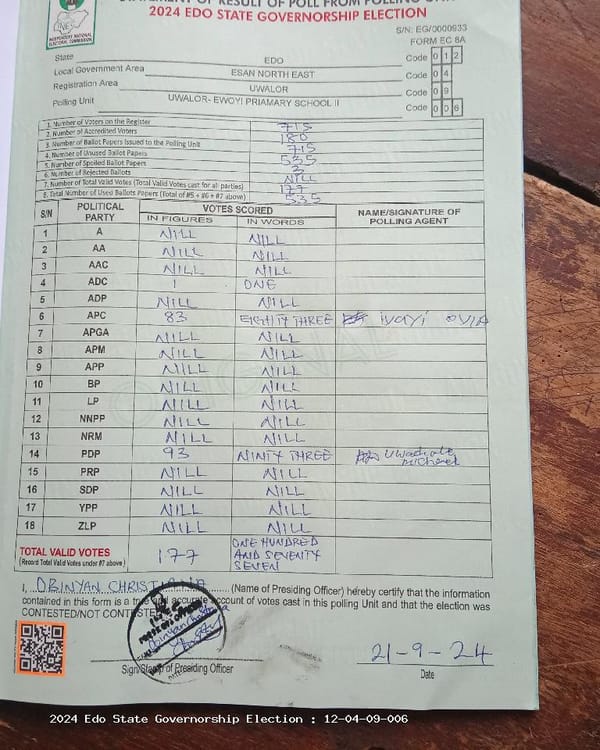 STATEMENT OF RESULT OF POLL FROM POLLING
2024 EDO STATE GOVERNORSHIP ELECTION
INDEPENDENT NATIONAL
ELECTORAL COMMISSION
S/N: EG/0000933
FORM EC 8A
State EDO Code 0 1 2
Local Government Area ESAN NORTH EAST Code 0 4
Registration Area UWALOR Code 0 9
Polling Unit UWALOR- EWOYI PRIAMARY SCHOOL II Code 0 0 6
1. Number of Voters on the Register 715
2. Number of Accredited Voters 180
3. Number of Ballot Papers Issued to the Polling Unit 715
4. Number of Unused Ballot Papers 535
5. Number of Spoiled Ballot Papers 3
6. Number of Rejected Ballots NILL
7. Number of Total Valid Votes (Total Valid Votes cast for all parties) 177
8. Total Number of Used Ballots Papers (Total of #5 + #6 + #7 above) 535
S/N POLITICAL PARTY VOTES SCORED NAME/SIGNATURE OF POLLING AGENT
IN FIGURES IN WORDS
1 A NILL NILL
2 AA NILL NILL
3 AAC NILL NILL
4 ADC 1 ONE
5 ADP NILL NILL
6 APC 83 EIGHTY THREE iyayi OVIA
7 APGA NILL NILL
8 APM NILL NILL
9 APP NILL NILL
10 BP NILL NILL
11 LP NILL NILL
12 NNPP NILL NILL
13 NRM NILL NILL
14 PDP 93 NINTY THREE Micheal
15 PRP NILL NILL
16 SDP NILL NILL
17 YPP NILL NILL
18 ZLP NILL NILL
TOTAL VALID VOTES 177 ONE HUNDRED
(Record Total Valid Votes under #7 above) AND SEVENTY
SEVEN
I, OBINYAN CHRISTIANA (Name of Presiding Officer) hereby certify that the information
contained in this form is a true and accurate account of votes cast in this polling Unit and that the election was
CONTESTED/NOT CONTESTED
21-9-24
Sign/Stamp of Presiding Officer Date
2024 Edo State Governorship Election : 12-04-09-006